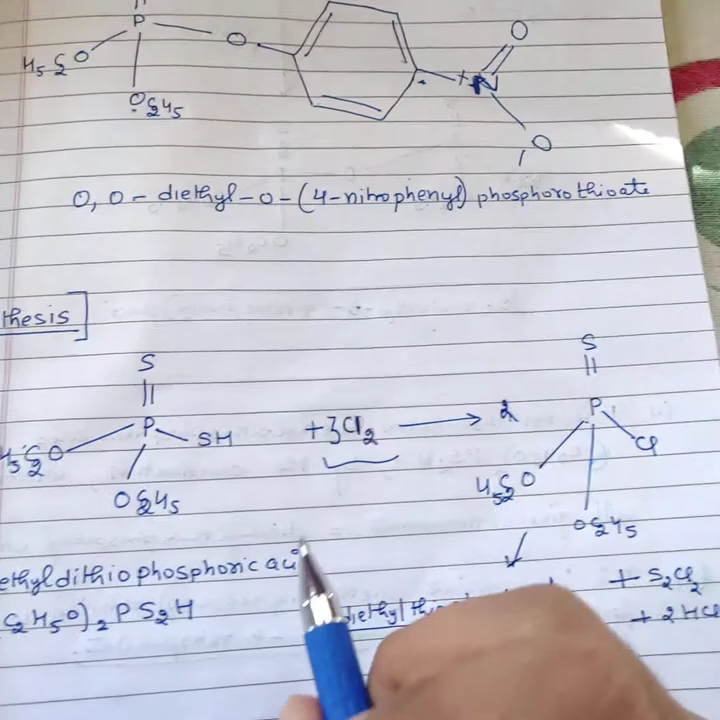 P O N O
H5C2O
OC2H5 O
O, O - diethyl - O - (4-nitrophenyl) phosphorothioate
thesis
S S
P SH + 3Cl2 → 2 P Cl
H5C2O H5C2O
OC2H5 OC2H5
ethyldithiophosphoric
+ S2Cl2
C2H5O)2 PS2H diethyl + 2HCl